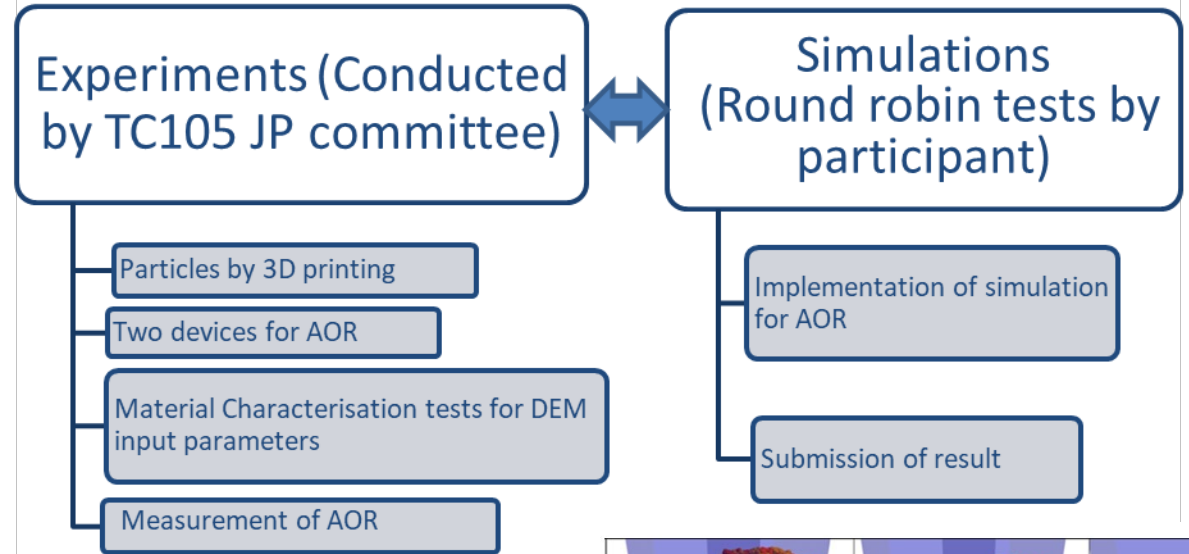 Experiments (Conducted
by TC105 JP committee)
Particles by 3D printing
Two devices for AOR
Material Characterisation tests for DEM
input parameters
Measurement of AOR
Simulations
(Round robin tests by
participant)
Implementation of simulation
for AOR
Submission of result